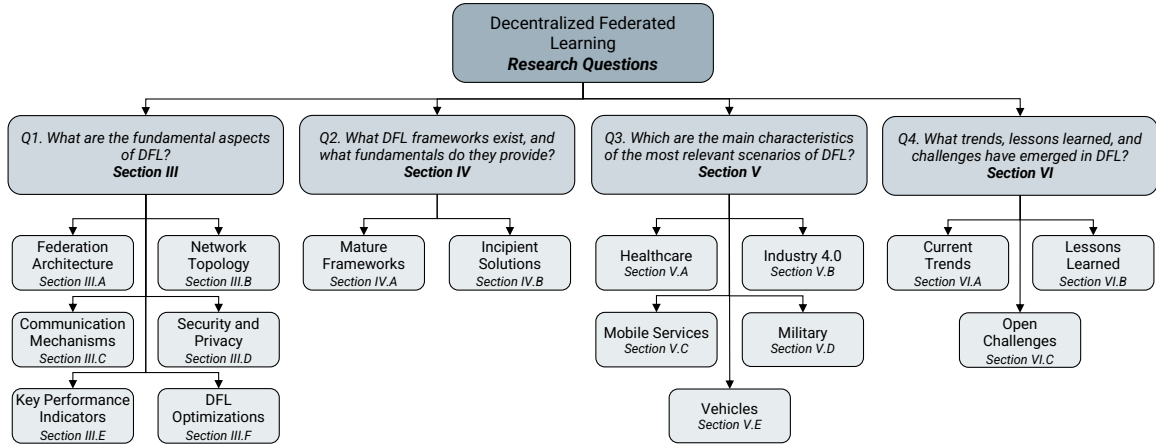 Decentralized Federated
Learning
Research Questions
Q1. What are the fundamental aspects
of DFL?
Section III
Q2. What DFL frameworks exist, and
what fundamentals do they provide?
Section IV
Q3. Which are the main characteristics
of the most relevant scenarios of DFL?
Section V
Q4. What trends, lessons learned, and
challenges have emerged in DFL?
Section VI
Federation
Architecture
Section III.A
Network
Topology
Section III.B
Communication
Mechanisms
Section III.C
Security and
Privacy
Section III.D
Key Performance
Indicators
Section III.E
DFL
Optimizations
Section III.F
Mature
Frameworks
Section IV.A
Incipient
Solutions
Section IV.B
Healthcare
Section V.A
Industry 4.0
Section V.B
Mobile Services
Section V.C
Military
Section V.D
Vehicles
Section V.E
Current
Trends
Section VI.A
Lessons
Learned
Section VI.B
Open
Challenges
Section VI.C